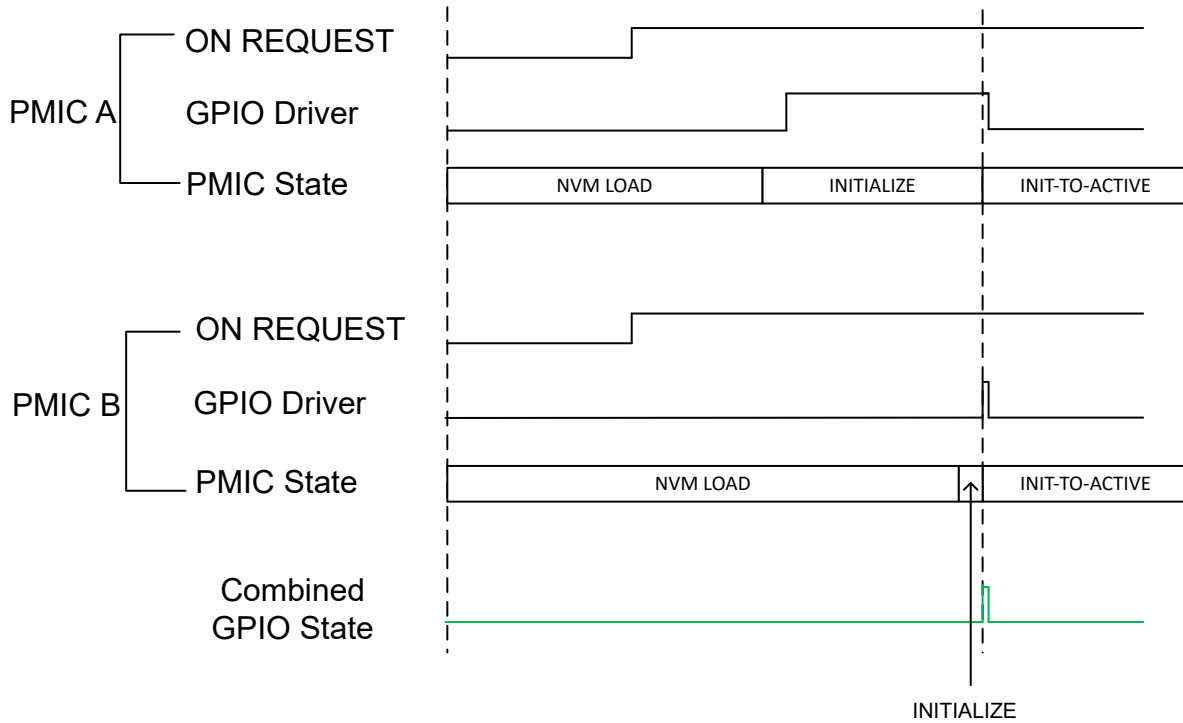 ON REQUEST
PMIC A
GPIO Driver
PMIC State
NVM LOAD
INITIALIZE
INIT-TO-ACTIVE
ON REQUEST
PMIC B
GPIO Driver
PMIC State
NVM LOAD
INIT-TO-ACTIVE
Combined
GPIO State
INITIALIZE